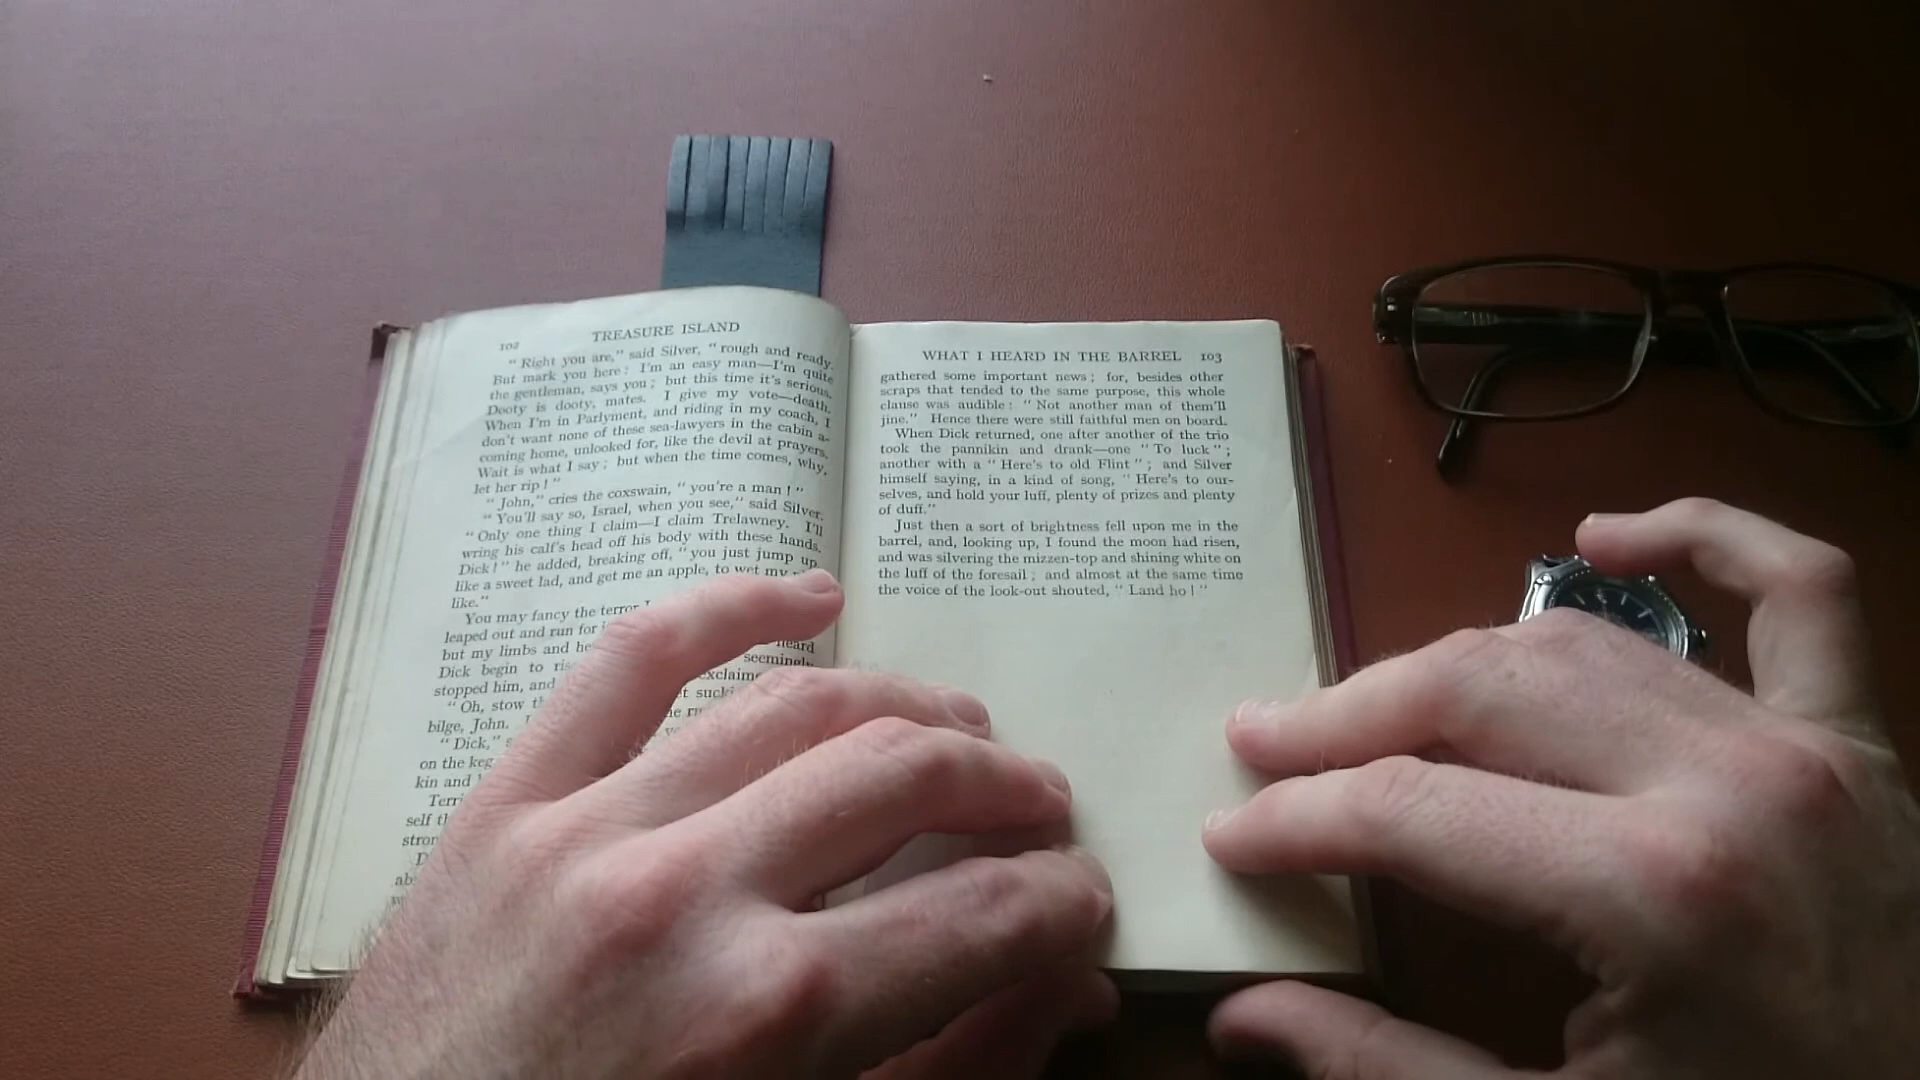 102
TREASURE ISLAND
“ Right you are,” said Silver, “ rough and ready.
But mark you here : I'm an easy man—I'm quite
the gentleman, says you ; but this time it's serious.
Dooty is dooty, mates. I give my vote—death.
When I'm in Parlyment, and riding in my coach, I
don't want none of these sea-lawyers in the cabin a-
coming home, unlooked for, like the devil at prayers.
Wait is what I say ; but when the time comes, why,
let her rip ! ”
“ John,” cries the coxswain, “ you're a man ! ”
“ You'll say so, Israel, when you see,” said Silver.
“ Only one thing I claim—I claim Trelawney. I'll
wring his calf's head off his body with these hands.
Dick ! ” he added, breaking off, “ you just jump up,
like a sweet lad, and get me an apple, to wet my
like.”
You may fancy the terror I
leaped out and run for
but my limbs and heard
Dick begin to seemingly
stopped him, and
“ Oh, stow
bilge, John.
“ Dick,”
on the keg
kin and
self
WHAT I HEARD IN THE BARREL 103
gathered some important news ; for, besides other
scraps that tended to the same purpose, this whole
clause was audible : “ Not another man of them'll
jine.” Hence there were still faithful men on board.
When Dick returned, one after another of the trio
took the pannikin and drank—one “ To luck ” ;
another with a “ Here's to old Flint ” ; and Silver
himself saying, in a kind of song, “ Here's to our-
selves, and hold your luff, plenty of prizes and plenty
of duff.”
Just then a sort of brightness fell upon me in the
barrel, and, looking up, I found the moon had risen,
and was silvering the mizzen-top and shining white on
the luff of the foresail ; and almost at the same time
the voice of the look-out shouted, “ Land ho ! ”